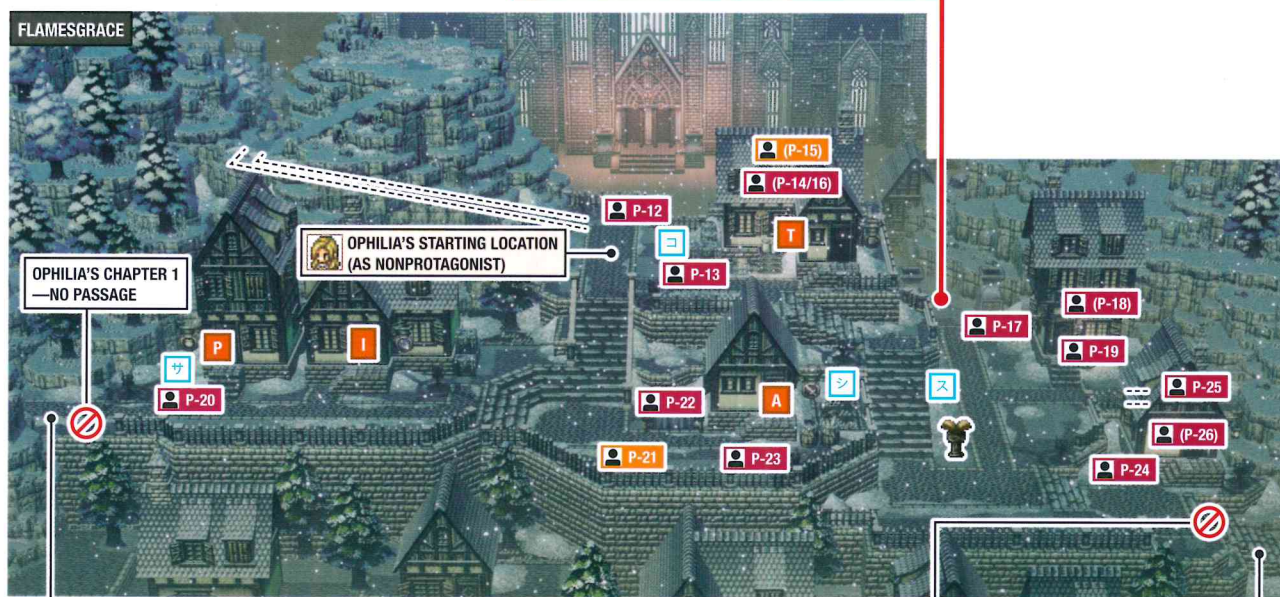 FLAMESGRACE
(P-15)
(P-14/16)
P-12
T
コ
OPHILIA'S STARTING LOCATION
(AS NONPROTAGONIST)
P-13
OPHILIA'S CHAPTER 1
—NO PASSAGE
(P-18)
P-17
P
I
P-19
サ
シ
ス
P-25
P-20
P-22
A
(P-26)
P-21
P-23
P-24